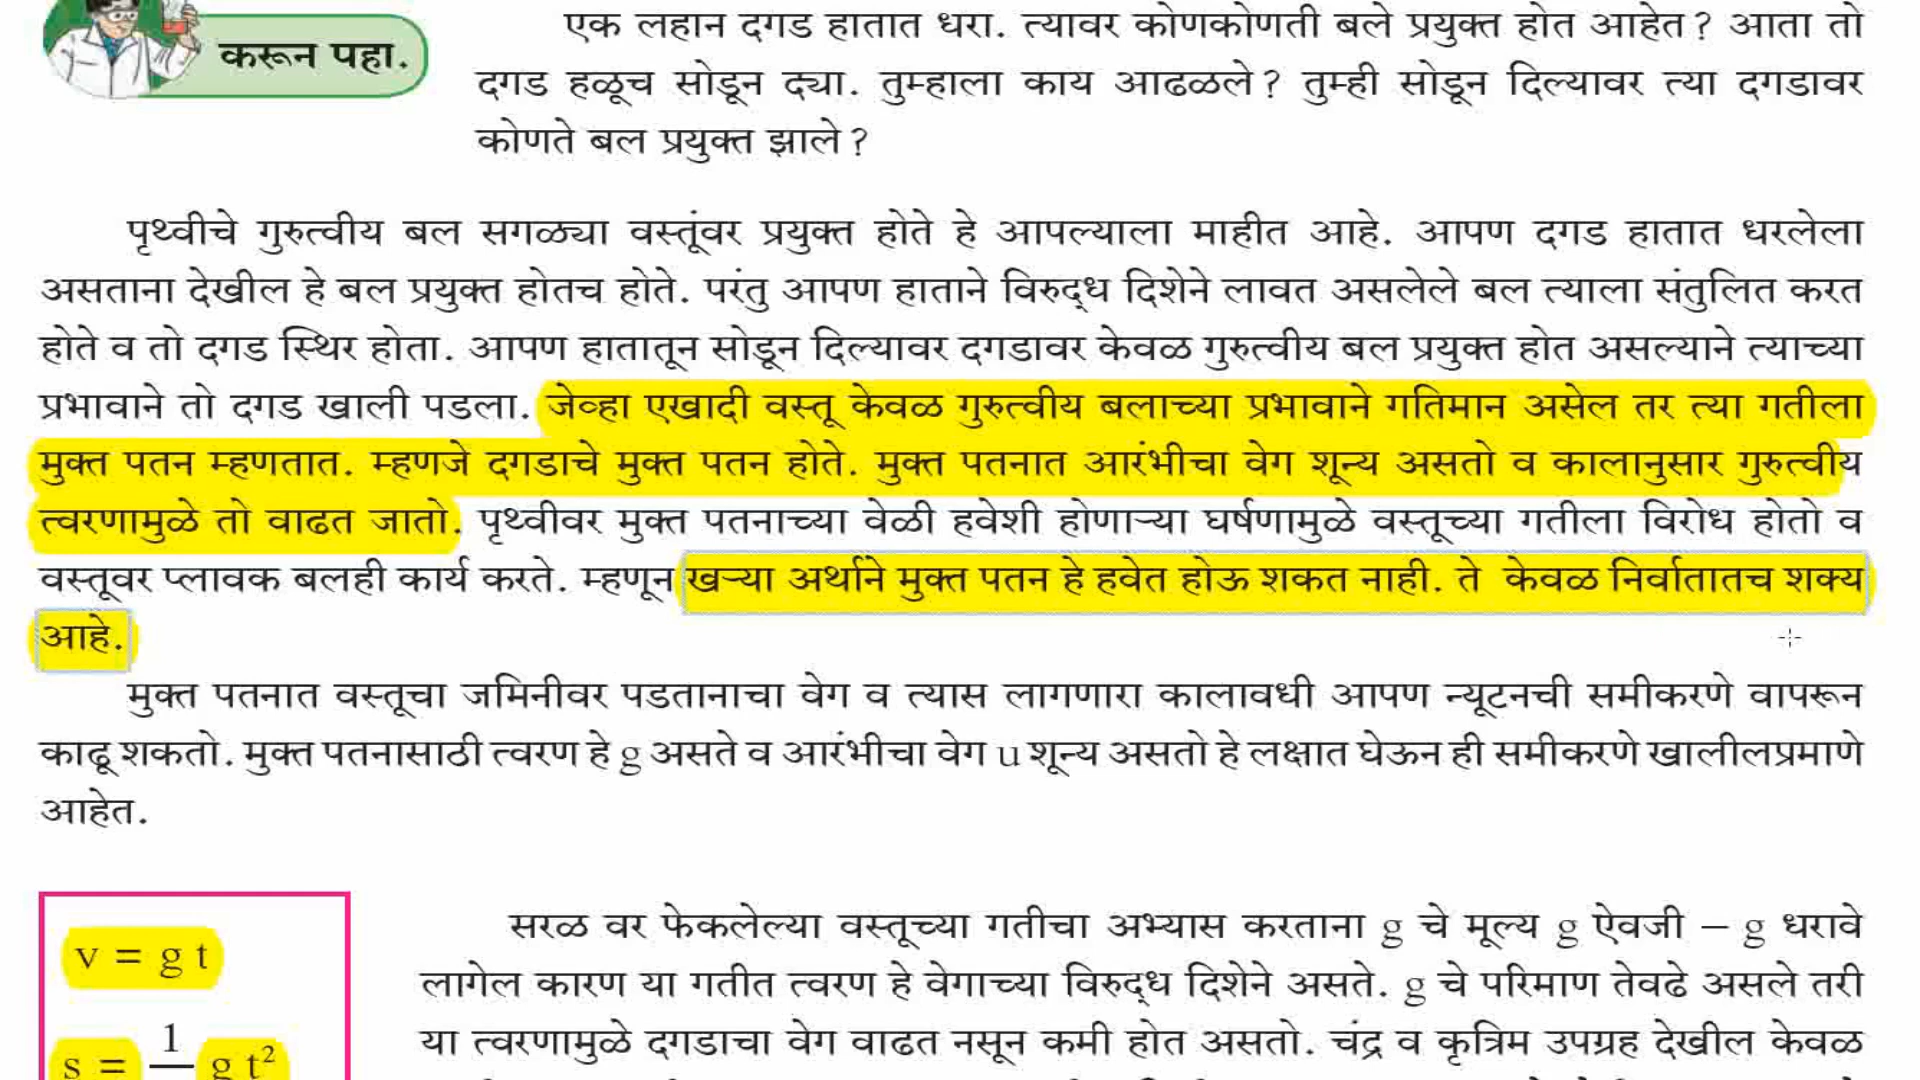 करून पहा.
एक लहान दगड हातात धरा. त्यावर कोणकोणती बले प्रयुक्त होत आहेत? आता तो
दगड हळूच सोडून द्या. तुम्हाला काय आढळले? तुम्ही सोडून दिल्यावर त्या दगडावर
कोणते बल प्रयुक्त झाले?
पृथ्वीचे गुरुत्वीय बल सगळ्या वस्तूंवर प्रयुक्त होते हे आपल्याला माहीत आहे. आपण दगड हातात धरलेला
असताना देखील हे बल प्रयुक्त होतच होते. परंतु आपण हाताने विरुद्ध दिशेने लावत असलेले बल त्याला संतुलित करत
होते व तो दगड स्थिर होता. आपण हातातून सोडून दिल्यावर दगडावर केवळ गुरुत्वीय बल प्रयुक्त होत असल्याने त्याच्या
प्रभावाने तो दगड खाली पडला. जेव्हा एखादी वस्तू केवळ गुरुत्वीय बलाच्या प्रभावाने गतिमान असेल तर त्या गतीला
मुक्त पतन म्हणतात. म्हणजे दगडाचे मुक्त पतन होते. मुक्त पतनात आरंभीचा वेग शून्य असतो व कालानुसार गुरुत्वीय
त्वरणामुळे तो वाढत जातो. पृथ्वीवर मुक्त पतनाच्या वेळी हवेशी होणाऱ्या घर्षणामुळे वस्तूच्या गतीला विरोध होतो व
वस्तूवर प्लावक बलही कार्य करते. म्हणून खऱ्या अर्थाने मुक्त पतन हे हवेत होऊ शकत नाही. ते केवळ निर्वातातच शक्य
आहे.
मुक्त पतनात वस्तूचा जमिनीवर पडतानाचा वेग व त्यास लागणारा कालावधी आपण न्यूटनची समीकरणे वापरून
काढू शकतो. मुक्त पतनासाठी त्वरण हे g असते व आरंभीचा वेग u शून्य असतो हे लक्षात घेऊन ही समीकरणे खालीलप्रमाणे
आहेत.
v = g t
s = 1 g t²
सरळ वर फेकलेल्या वस्तूच्या गतीचा अभ्यास करताना g चे मूल्य g ऐवजी – g धरावे
लागेल कारण या गतीत त्वरण हे वेगाच्या विरुद्ध दिशेने असते. g चे परिमाण तेवढे असले तरी
या त्वरणामुळे दगडाचा वेग वाढत नसून कमी होत असतो. चंद्र व कृत्रिम उपग्रह देखील केवळ